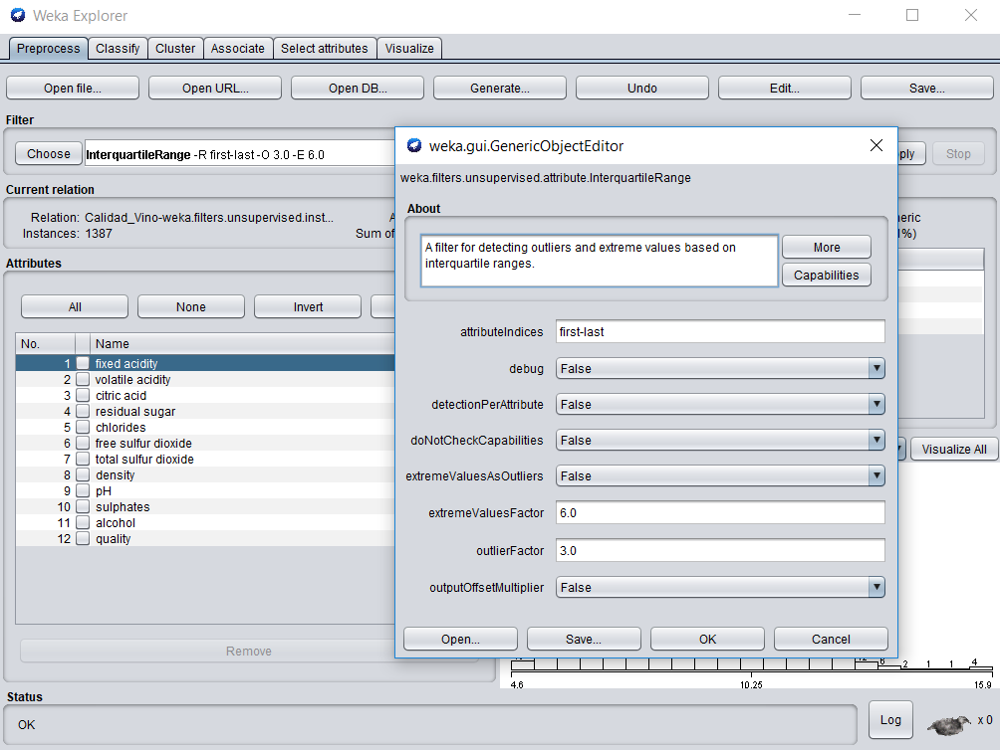 Weka Explorer
Preprocess Classify Cluster Associate Select attributes Visualize
Open file... Open URL... Open DB... Generate... Undo Edit... Save...
Filter
Choose InterquartileRange -R first-last -O 3.0 -E 6.0
Stop
Current relation
Relation: Calidad_Vino-weka.filters.unsupervised.inst...
Instances: 1387 Sum of
Attributes
All None Invert
No. Name
1 fixed acidity
2 volatile acidity
3 citric acid
4 residual sugar
5 chlorides
6 free sulfur dioxide
7 total sulfur dioxide
8 density
9 pH
10 sulphates
11 alcohol
12 quality
Remove
weka.gui.GenericObjectEditor
weka.filters.unsupervised.attribute.InterquartileRange
About
A filter for detecting outliers and extreme values based on
interquartile ranges.
More
Capabilities
attributeIndices first-last
debug False
detectionPerAttribute False
doNotCheckCapabilities False
extremeValuesAsOutliers False
extremeValuesFactor 6.0
outlierFactor 3.0
outputOffsetMultiplier False
Open... Save... OK Cancel
Visualize All
6 2 1 1 4
4.6 10.25 15.9
Status
OK
Log x 0